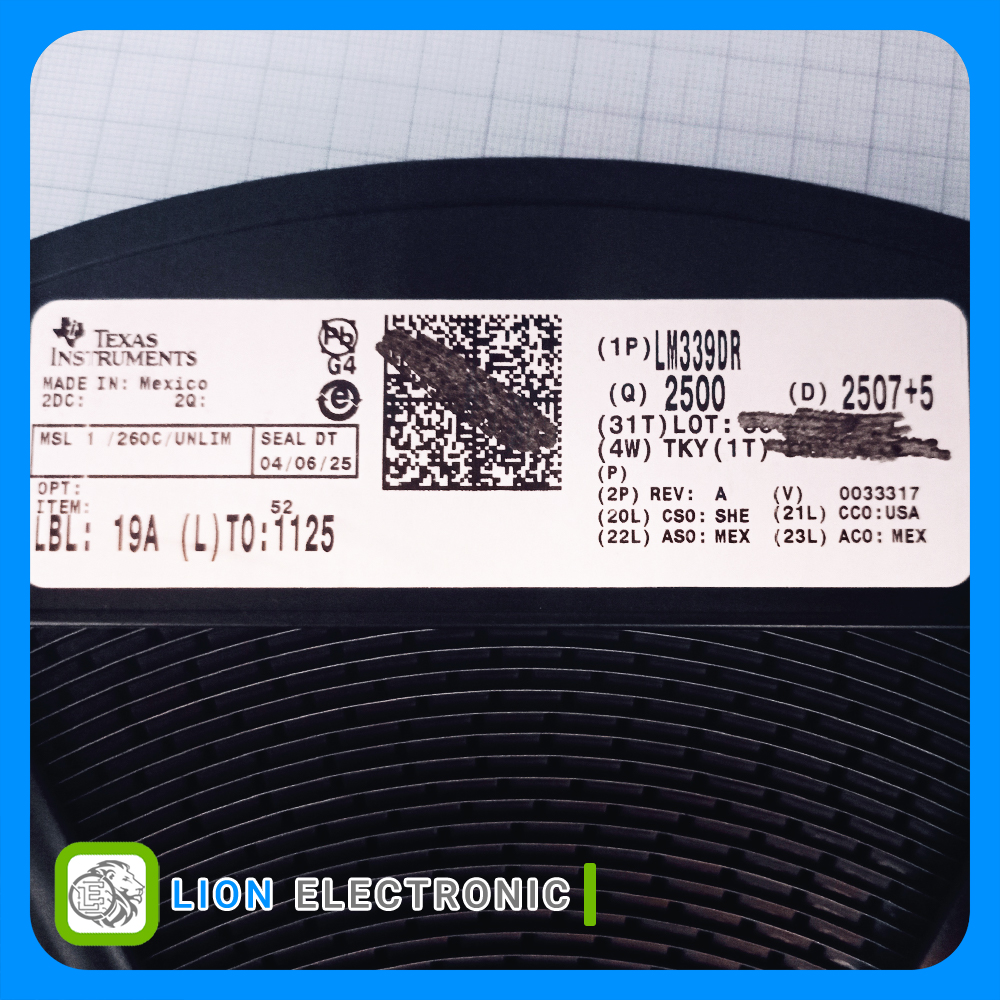 TEXAS
INSTRUMENTS
MADE IN: Mexico
2DC: 2Q:
MSL 1 /260C/UNLIM
SEAL DT
04/06/25
OPT:
ITEM: 52
LBL: 19A (L)TO:1125
Pb
G4
e
(1P)LM339DR
(Q) 2500 (D) 2507+5
(31T)LOT:
(4W) TKY(1T)
(P)
(2P) REV: A (V) 0033317
(20L) CSO: SHE (21L) CCO:USA
(22L) ASO: MEX (23L) ACO: MEX
LION ELECTRONIC